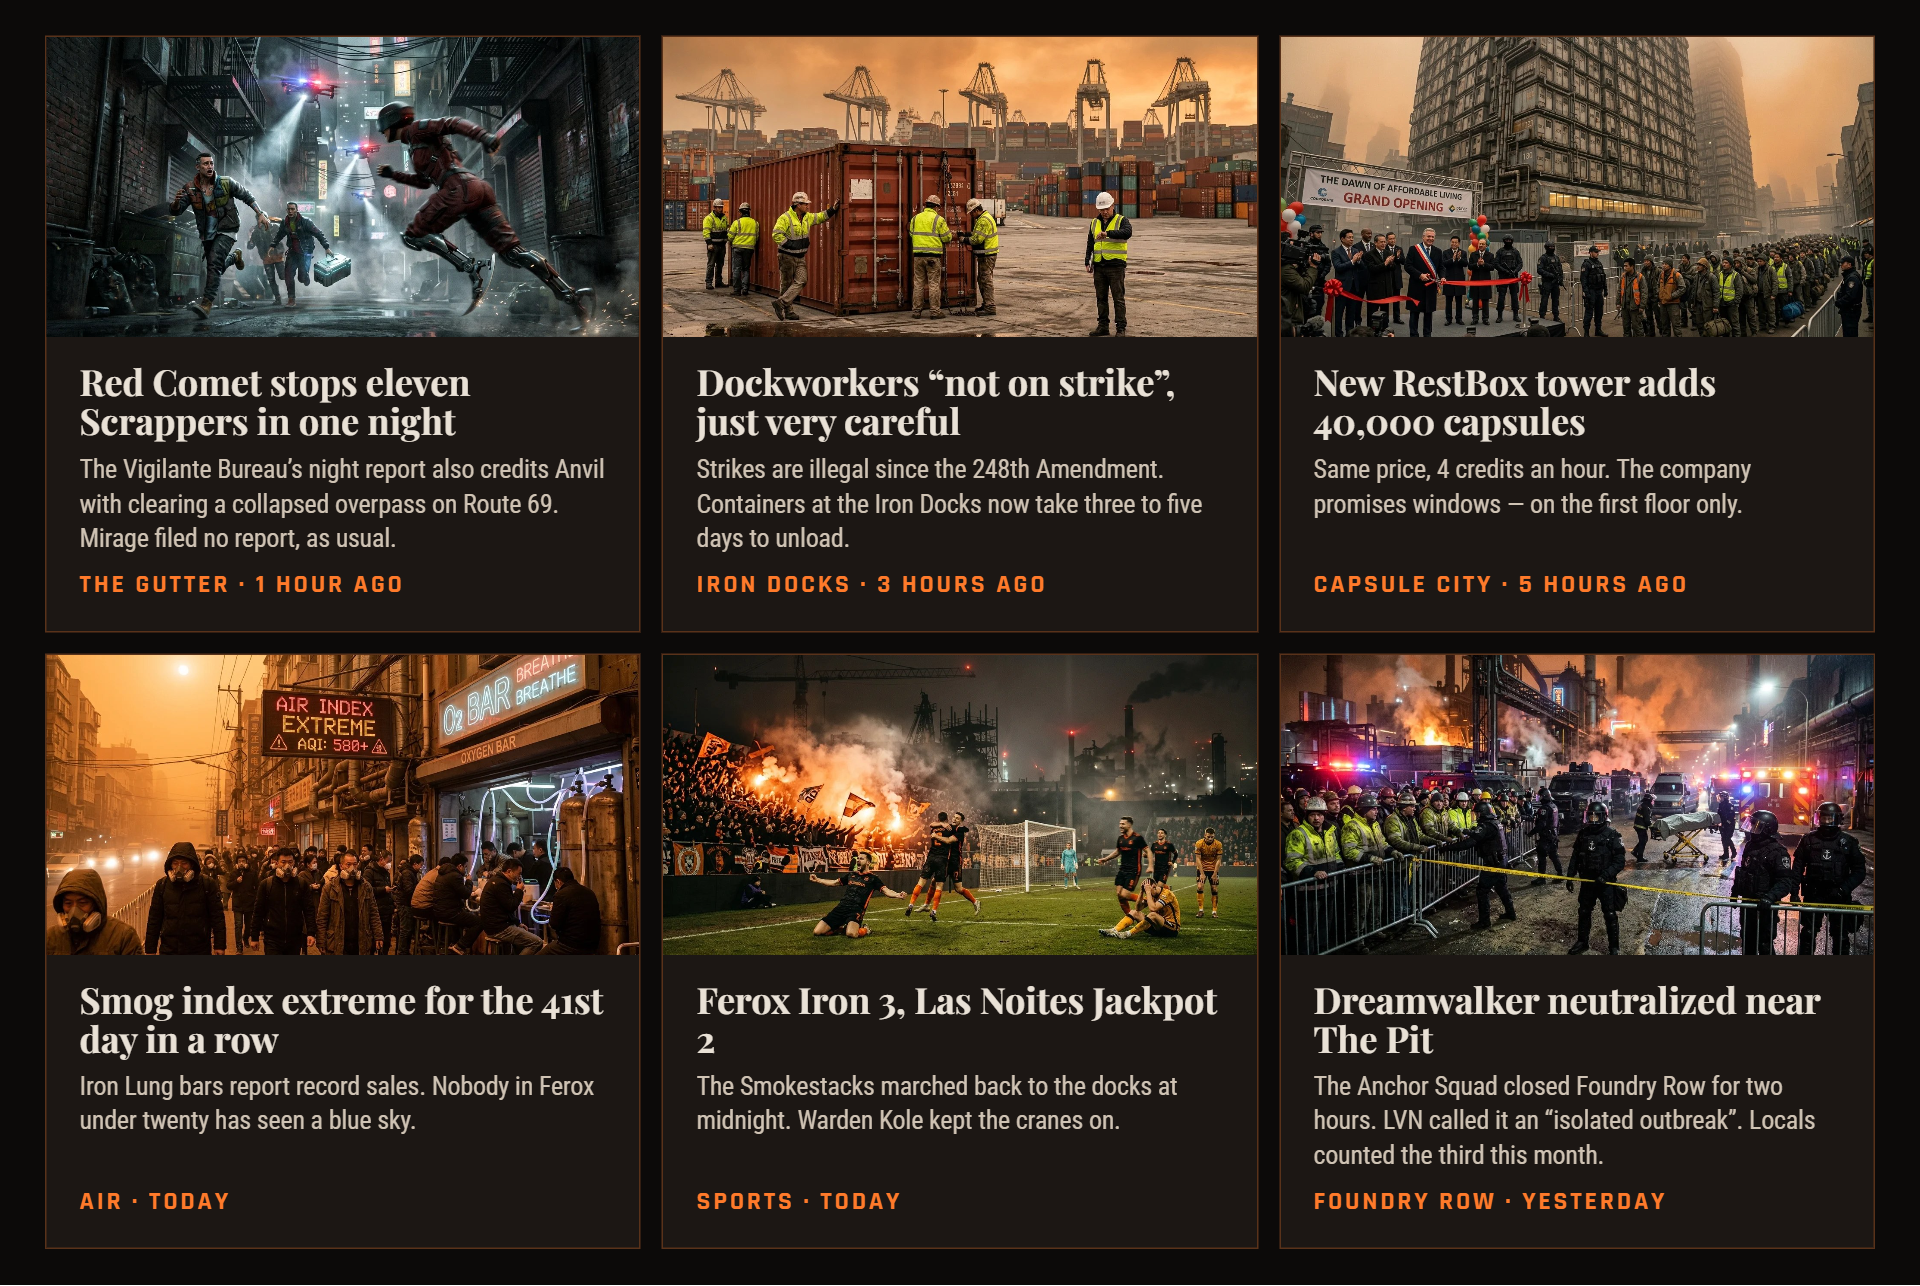 THE DAWN OF AFFORDABLE LIVING
GRAND OPENING
Red Comet stops eleven
Scrappers in one night
The Vigilante Bureau’s night report also credits Anvil
with clearing a collapsed overpass on Route 69.
Mirage filed no report, as usual.
THE GUTTER · 1 HOUR AGO
Dockworkers “not on strike”,
just very careful
Strikes are illegal since the 248th Amendment.
Containers at the Iron Docks now take three to five
days to unload.
IRON DOCKS · 3 HOURS AGO
New RestBox tower adds
40,000 capsules
Same price, 4 credits an hour. The company
promises windows — on the first floor only.
CAPSULE CITY · 5 HOURS AGO
AIR INDEX
EXTREME
AQI: 580+
O₂ BAR
BREATHE
BREATHE
OXYGEN BAR
Smog index extreme for the 41st
day in a row
Iron Lung bars report record sales. Nobody in Ferox
under twenty has seen a blue sky.
AIR · TODAY
Ferox Iron 3, Las Noites Jackpot
2
The Smokestacks marched back to the docks at
midnight. Warden Kole kept the cranes on.
SPORTS · TODAY
Dreamwalker neutralized near
The Pit
The Anchor Squad closed Foundry Row for two
hours. LVN called it an “isolated outbreak”. Locals
counted the third this month.
FOUNDRY ROW · YESTERDAY